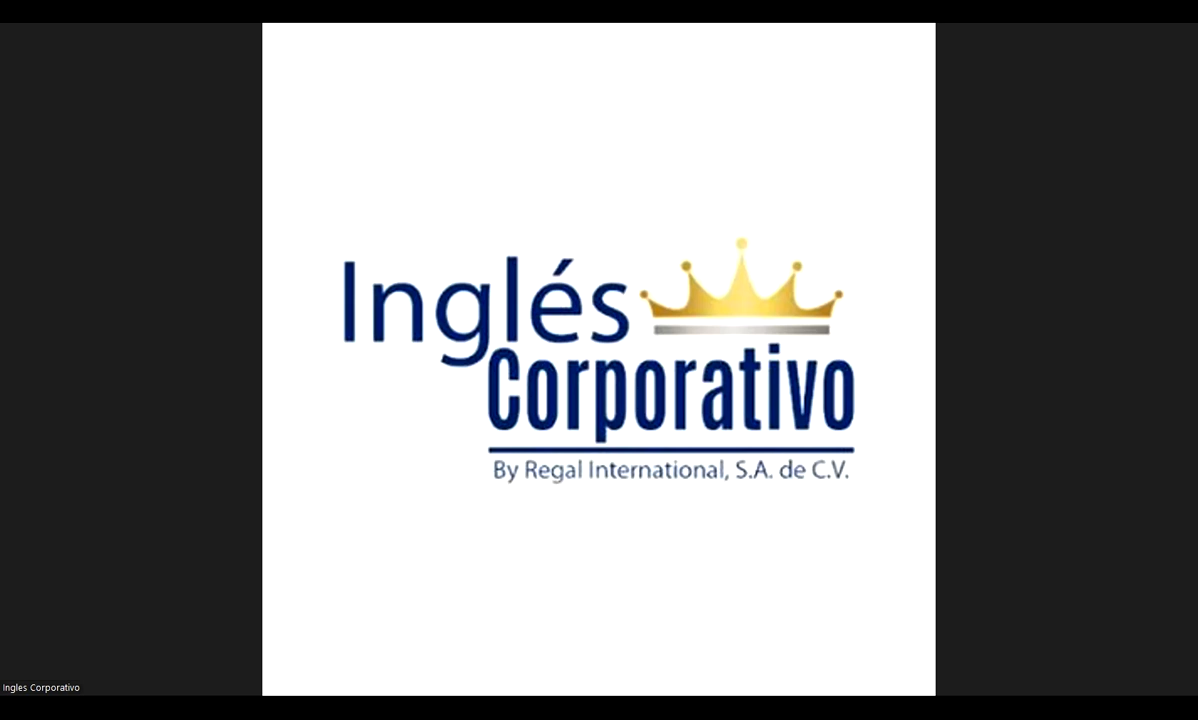 Inglés
Corporativo
By Regal International, S.A. de C.V.
Ingles Corporativo